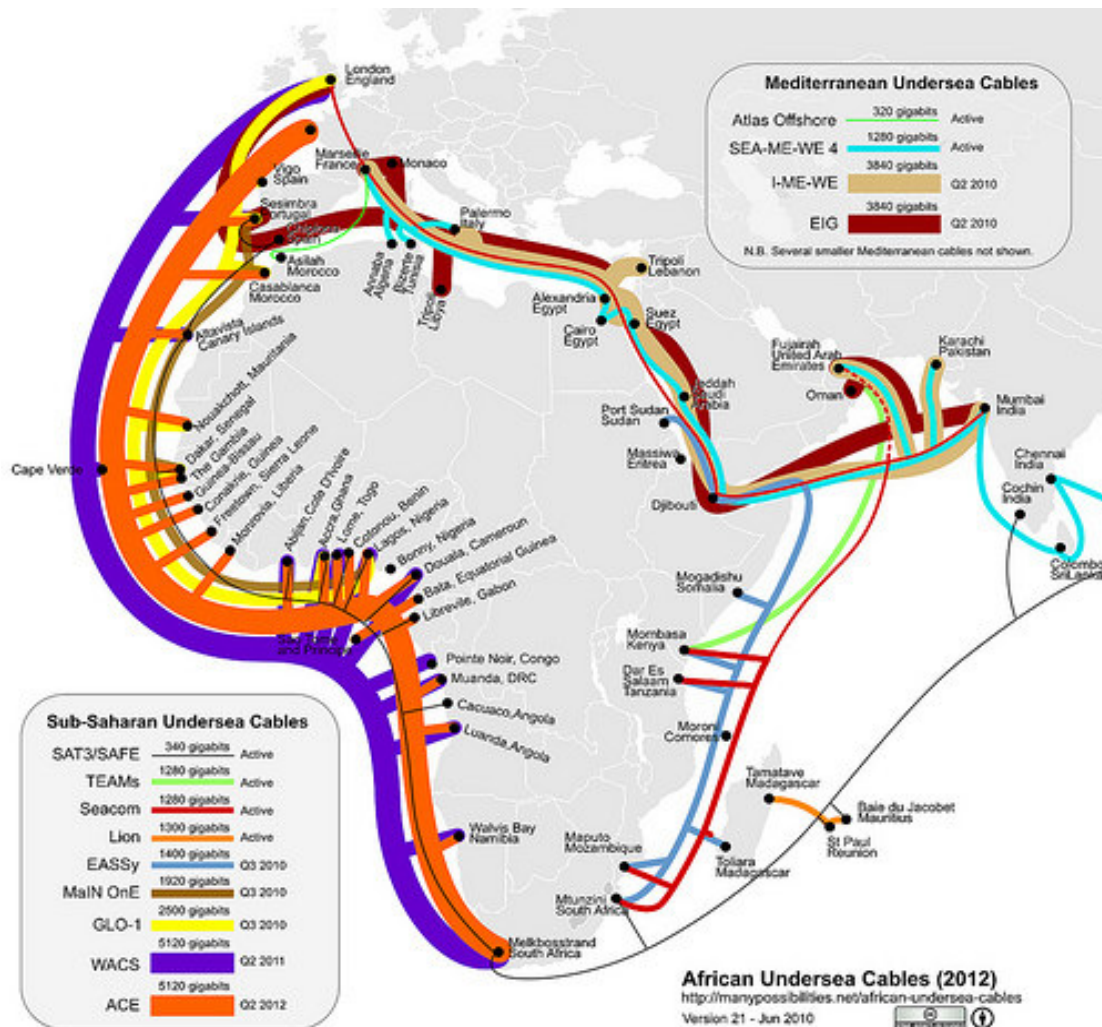 London
England
Mediterranean Undersea Cables
Atlas Offshore 320 gigabits Active
SEA-ME-WE 4 1280 gigabits Active
I-ME-WE 3840 gigabits Q2 2010
EIG 3840 gigabits Q2 2010
N.B. Several smaller Mediterranean cables not shown.
Marseille
France
Monaco
Vigo
Spain
Sesimbra
Portugal
Spain
Palermo
Italy
Asilah
Morocco
Casablanca
Morocco
Annaba
Algeria
Bizerte
Tunisia
Tripoli
Libya
Tripoli
Lebanon
Alexandria
Egypt
Cairo
Egypt
Suez
Egypt
Altavista
Canary Islands
Fujairah
United Arab
Emirates
Karachi
Pakistan
Oman
Mumbai
India
Jeddah
Saudi
Arabia
Port Sudan
Sudan
Massiwa
Eritrea
Djibouti
Chennai
India
Cochin
India
Colombo
Sri Lanka
Nouakchott, Mauritania
Cape Verde
Dakar, Senegal
The Gambia
Guinea-Bissau
Conakrie, Guinea
Freetown, Sierra Leone
Monrovia, Liberia
Abijan, Cote D'Ivoire
Accra, Ghana
Lome, Togo
Cotonou, Benin
Lagos, Nigeria
Bonny, Nigeria
Douala, Cameroun
Bata, Equatorial Guinea
Libreville, Gabon
Sao Tome
and Principe
Pointe Noir, Congo
Muanda, DRC
Cacuaco,Angola
Luanda,Angola
Mogadishu
Somalia
Mombasa
Kenya
Dar Es
Salaam
Tanzania
Moroni
Comores
Tamatave
Madagascar
Baie du Jacobet
Mauritius
St Paul
Reunion
Walvis Bay
Namibia
Maputo
Mozambique
Toliara
Madagascar
Mtunzini
South Africa
Melkbosstrand
South Africa
Sub-Saharan Undersea Cables
SAT3/SAFE 340 gigabits Active
TEAMs 1280 gigabits Active
Seacom 1280 gigabits Active
Lion 1300 gigabits Active
EASSy 1400 gigabits Q3 2010
MaIN OnE 1920 gigabits Q3 2010
GLO-1 2500 gigabits Q3 2010
WACS 5120 gigabits Q2 2011
ACE 5120 gigabits Q2 2012
African Undersea Cables (2012)
http://manypossibilities.net/african-undersea-cables
Version 21 - Jun 2010